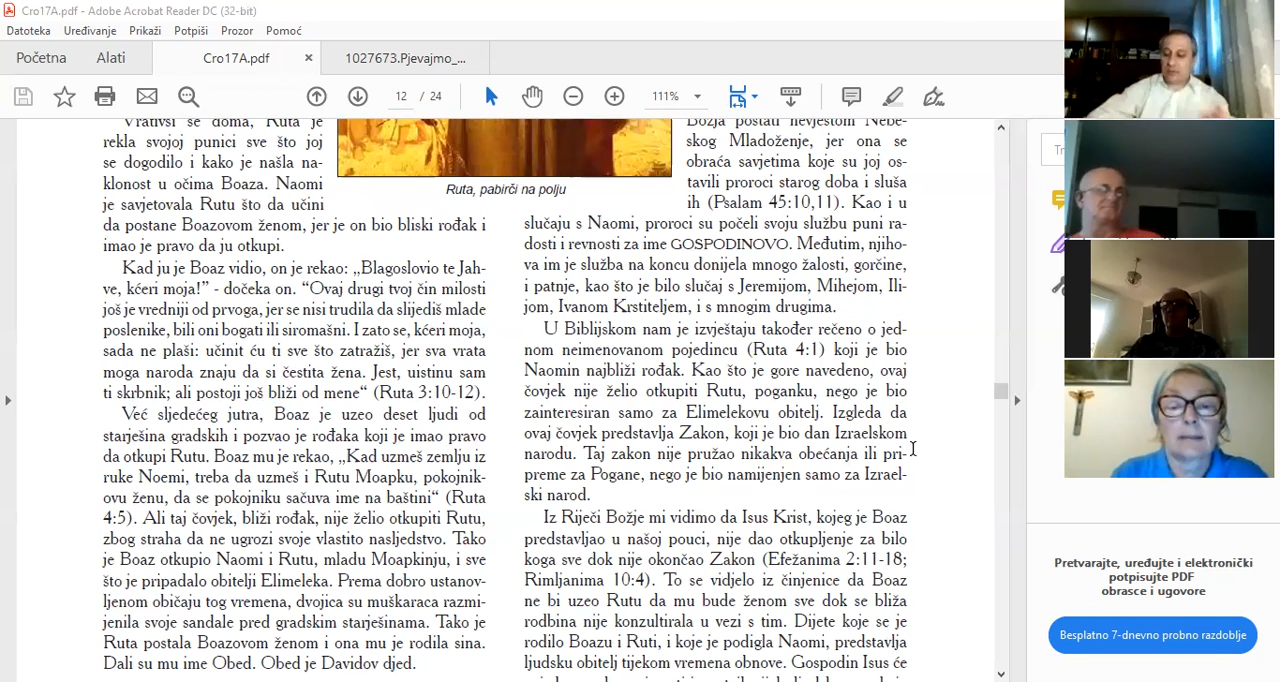 Cro17A.pdf - Adobe Acrobat Reader DC (32-bit)
Datoteka Uređivanje Prikaži Potpiši Prozor Pomoć
Početna Alati Cro17A.pdf × 1027673.Pjevajmo_...
12 / 24 111%
Vrativši se doma, Ruta je
rekla svojoj punici sve što joj
se dogodilo i kako je našla na-
klonost u očima Boaza. Naomi
je savjetovala Rutu što da učini
da postane Boazovom ženom, jer je on bio bliski rođak i
imao je pravo da ju otkupi.
Kad ju je Boaz vidio, on je rekao: „Blagoslovio te Jah-
ve, kćeri moja!” - dočeka on. “Ovaj drugi tvoj čin milosti
još je vredniji od prvoga, jer se nisi trudila da slijediš mlade
poslenike, bili oni bogati ili siromašni. I zato se, kćeri moja,
sada ne plaši: učinit ću ti sve što zatražiš, jer sva vrata
moga naroda znaju da si čestita žena. Jest, uistinu sam
ti skrbnik; ali postoji još bliži od mene“ (Ruta 3:10-12).
Već sljedećeg jutra, Boaz je uzeo deset ljudi od
starješina gradskih i pozvao je rođaka koji je imao pravo
da otkupi Rutu. Boaz mu je rekao, „Kad uzmeš zemlju iz
ruke Noemi, treba da uzmeš i Rutu Moapku, pokojnik-
ovu ženu, da se pokojniku sačuva ime na baštini“ (Ruta
4:5). Ali taj čovjek, bliži rođak, nije želio otkupiti Rutu,
zbog straha da ne ugrozi svoje vlastito nasljedstvo. Tako
je Boaz otkupio Naomi i Rutu, mladu Moapkinju, i sve
što je pripadalo obitelji Elimeleka. Prema dobro ustanov-
ljenom običaju tog vremena, dvojica su muškaraca razmi-
jenila svoje sandale pred gradskim starješinama. Tako je
Ruta postala Boazovom ženom i ona mu je rodila sina.
Dali su mu ime Obed. Obed je Davidov djed.
Ruta, pabirči na polju
Božja postati nevjestom Nebe-
skog Mladoženje, jer ona se
obraća savjetima koje su joj os-
tavili proroci starog doba i sluša
ih (Psalam 45:10,11). Kao i u
slučaju s Naomi, proroci su počeli svoju službu puni ra-
dosti i revnosti za ime GOSPODINOVO. Međutim, njiho-
va im je služba na koncu donijela mnogo žalosti, gorčine,
i patnje, kao što je bilo slučaj s Jeremijom, Mihejom, Ili-
jom, Ivanom Krstiteljem, i s mnogim drugima.
U Biblijskom nam je izvještaju također rečeno o jed-
nom neimenovanom pojedincu (Ruta 4:1) koji je bio
Naomin najbliži rođak. Kao što je gore navedeno, ovaj
čovjek nije želio otkupiti Rutu, poganku, nego je bio
zainteresiran samo za Elimelekovu obitelj. Izgleda da
ovaj čovjek predstavlja Zakon, koji je bio dan Izraelskom
narodu. Taj zakon nije pružao nikakva obećanja ili pri-
preme za Pogane, nego je bio namijenjen samo za Izrael-
ski narod.
Iz Riječi Božje mi vidimo da Isus Krist, kojeg je Boaz
predstavljao u našoj pouci, nije dao otkupljenje za bilo
koga sve dok nije okončao Zakon (Efežanima 2:11-18;
Rimljanima 10:4). To se vidjelo iz činjenice da Boaz
ne bi uzeo Rutu da mu bude ženom sve dok se bliža
rodbina nije konzultirala u vezi s tim. Dijete koje se je
rodilo Boazu i Ruti, i koje je podigla Naomi, predstavlja
ljudsku obitelj tijekom vremena obnove. Gospodin Isus će
Pretvarajte, uređujte i elektronički
potpisujte PDF
obrasce i ugovore
Besplatno 7-dnevno probno razdoblje